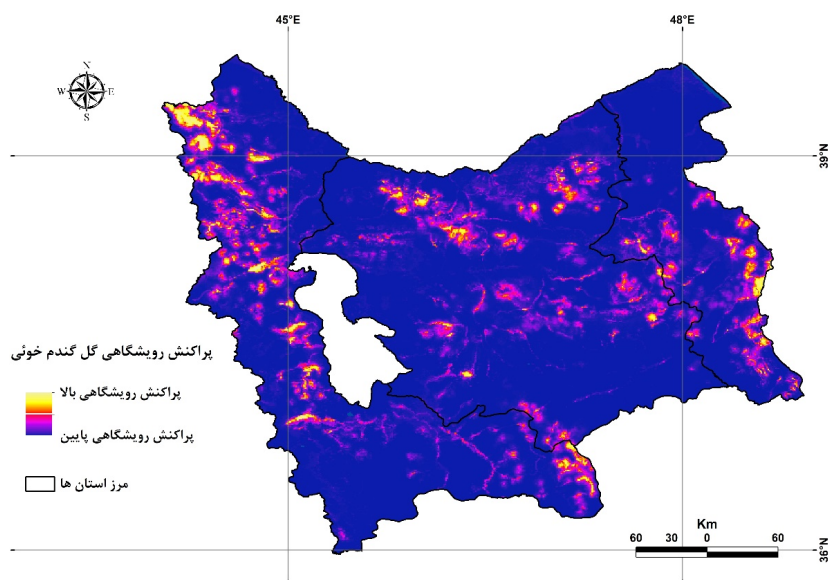 45°E
48°E
N
W
E
S
39°N
پراکنش رویشگاهی گل گندم خوئی
پراکنش رویشگاهی بالا
پراکنش رویشگاهی پایین
مرز استان ها
Km
60 30 0 60
36°N